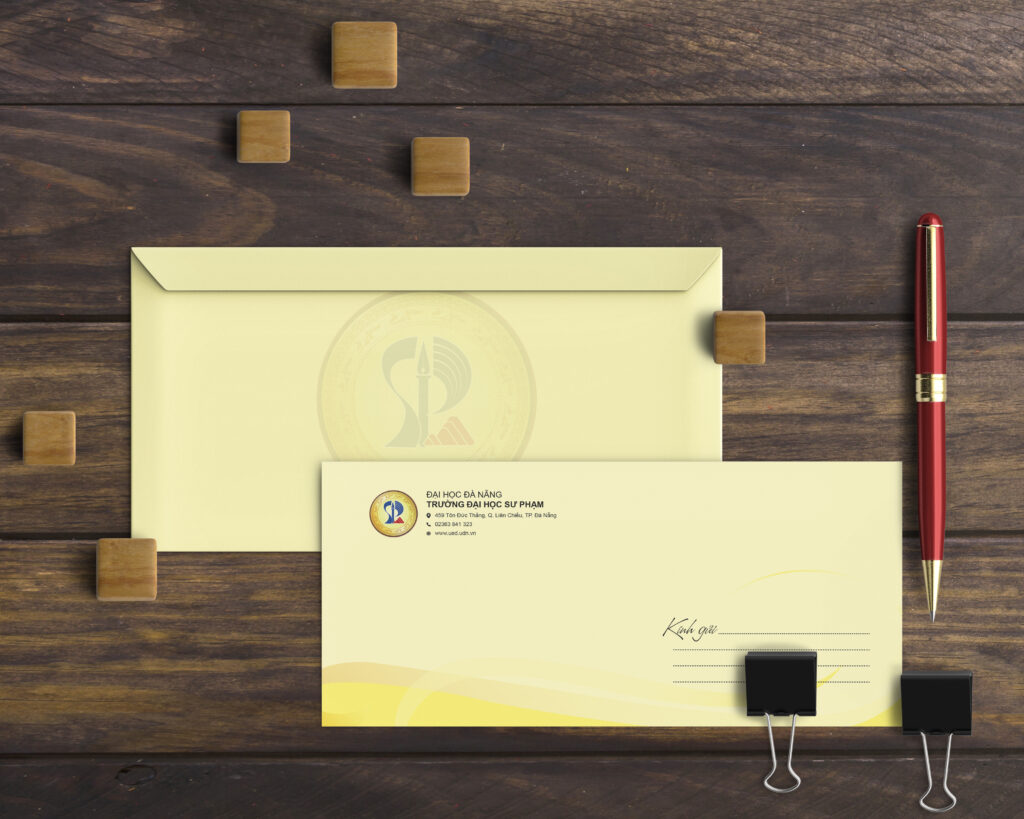 ĐẠI HỌC ĐÀ NẴNG
TRƯỜNG ĐẠI HỌC SƯ PHẠM
459 Tôn Đức Thắng, Q. Liên Chiểu, TP. Đà Nẵng
02363 841 323
www.ued.udn.vn
Kính gửi